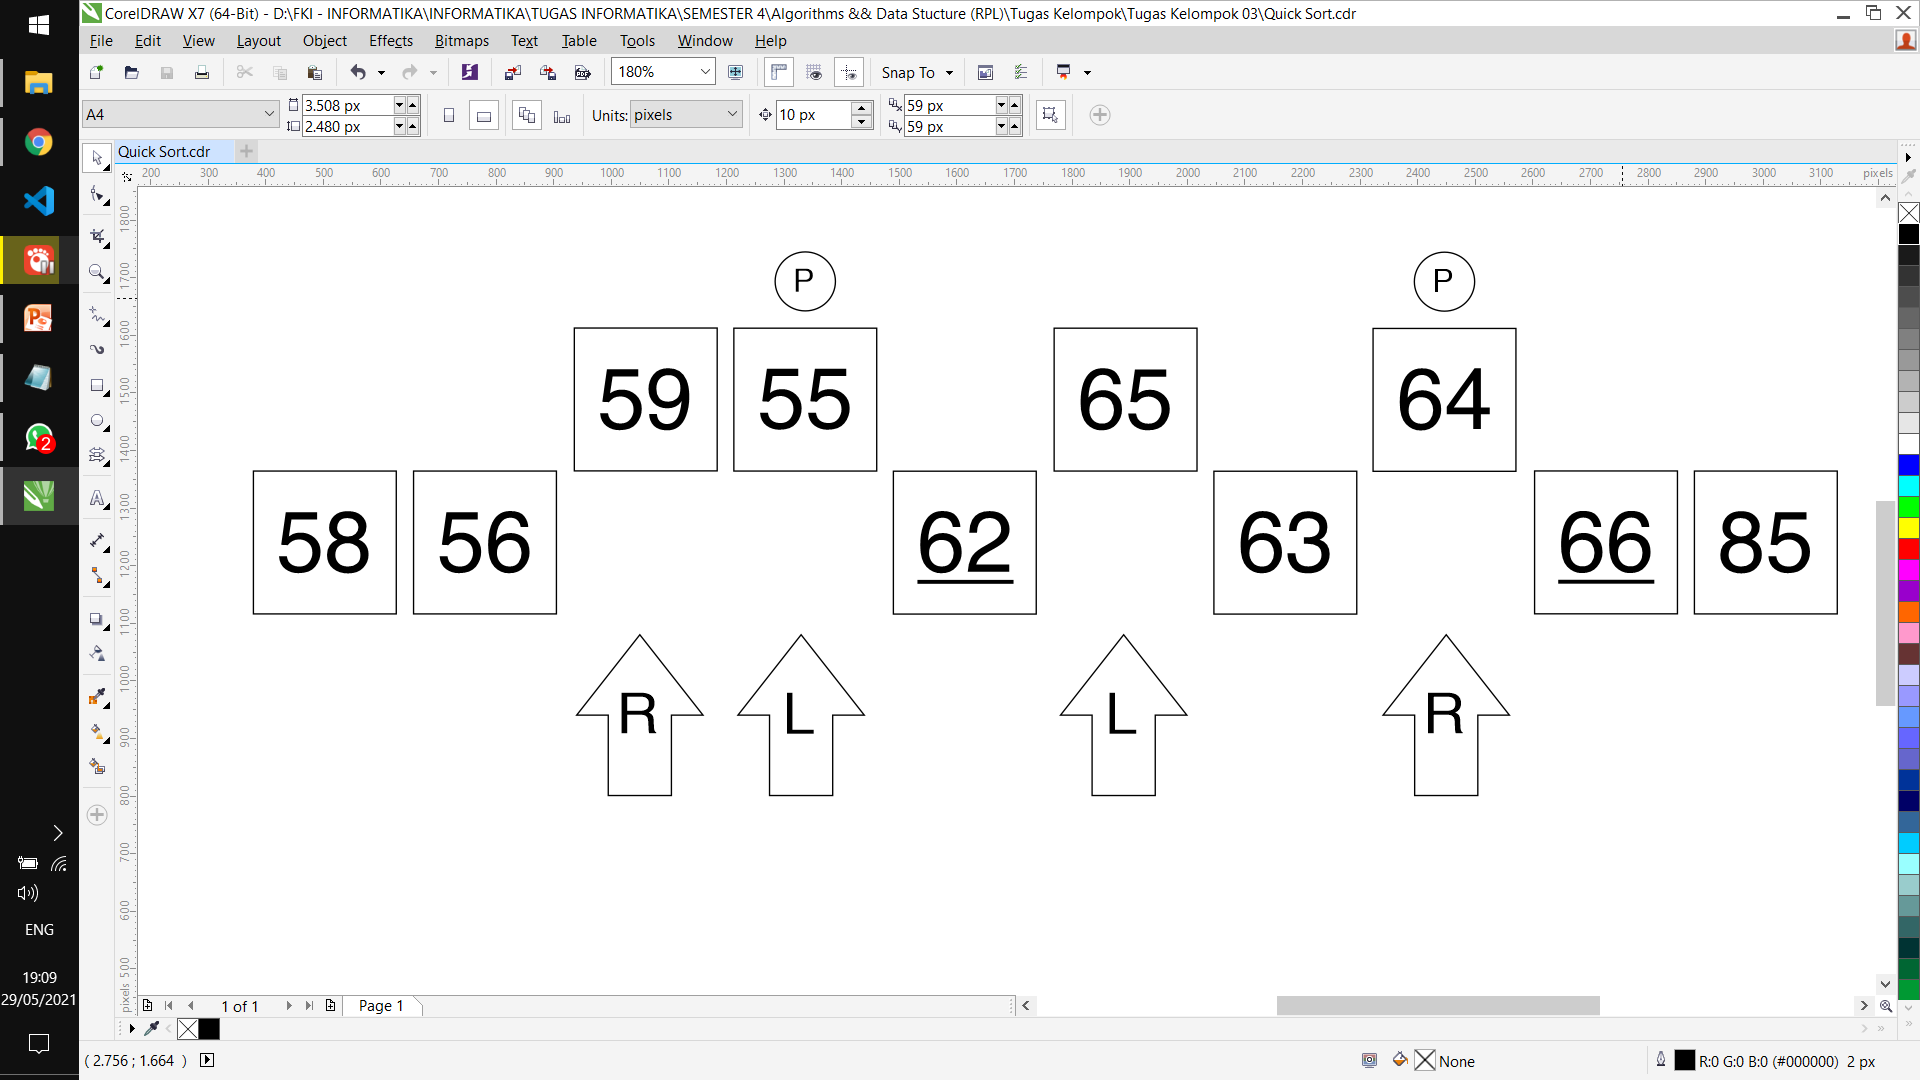 CorelDRAW X7 (64-Bit) - D:\FKI - INFORMATIKA\INFORMATIKA\TUGAS INFORMATIKA\SEMESTER 4\Algorithms && Data Stucture (RPL)\Tugas Kelompok\Tugas Kelompok 03\Quick Sort.cdr
File Edit View Layout Object Effects Bitmaps Text Table Tools Window Help
180% Snap To
A4 3.508 px 2.480 px Units: pixels 10 px 59 px 59 px
Quick Sort.cdr
200 300 400 500 600 700 800 900 1000 1100 1200 1300 1400 1500 1600 1700 1800 1900 2000 2100 2200 2300 2400 2500 2600 2700 2800 2900 3000 3100 pixels
1800 1700 1600 1500 1400 1300 1200 1100 1000 900 800 700 600 500 pixels
P P
59 55 65 64
58 56 62 63 66 85
R L L R
2
ENG
19:09
29/05/2021
1 of 1 Page 1
( 2.756 ; 1.664 ) None R:0 G:0 B:0 (#000000) 2 px